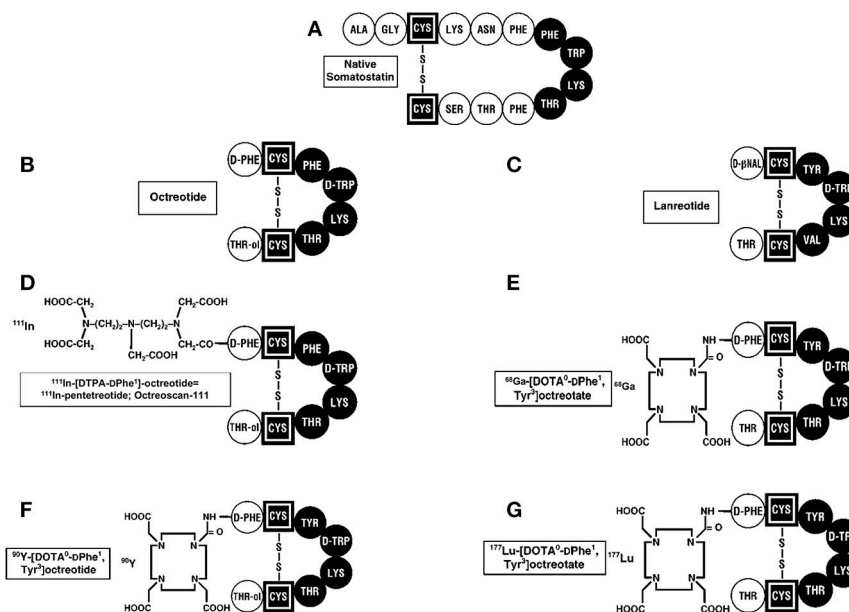 A
ALA GLY CYS LYS ASN PHE PHE
TRP
Native
Somatostatin
S
S
LYS
CYS SER THR PHE THR
B
D-PHE CYS PHE
D-TRP
Octreotide
S
S
LYS
THR-ol CYS THR
C
D-βNAL CYS TYR
D-TRP
Lanreotide
S
S
LYS
THR CYS VAL
D
HOOC-CH2 CH2-COOH
111In N-(CH2)2-N-(CH2)2-N
HOOC-CH2 CH2-CO-D-PHE CYS PHE
CH2-COOH
D-TRP
111In-[DTPA-DPhe1]-octreotide=
111In-pentetreotide; Octreoscan-111
S
S
LYS
THR-ol CYS THR
E
HOOC NH D-PHE CYS TYR
O
D-TRP
N N
68Ga-[DOTA0-DPhe1,
Tyr3]octreotate
68Ga
S
S
LYS
N N
HOOC COOH THR CYS THR
F
HOOC NH D-PHE CYS TYR
O
D-TRP
N N
90Y-[DOTA0-DPhe1,
Tyr3]octreotide
90Y
S
S
LYS
N N
HOOC COOH THR-ol CYS THR
G
HOOC NH D-PHE CYS TYR
O
D-TRP
N N
177Lu-[DOTA0-DPhe1,
Tyr3]octreotate
177Lu
S
S
LYS
N N
HOOC COOH THR CYS THR